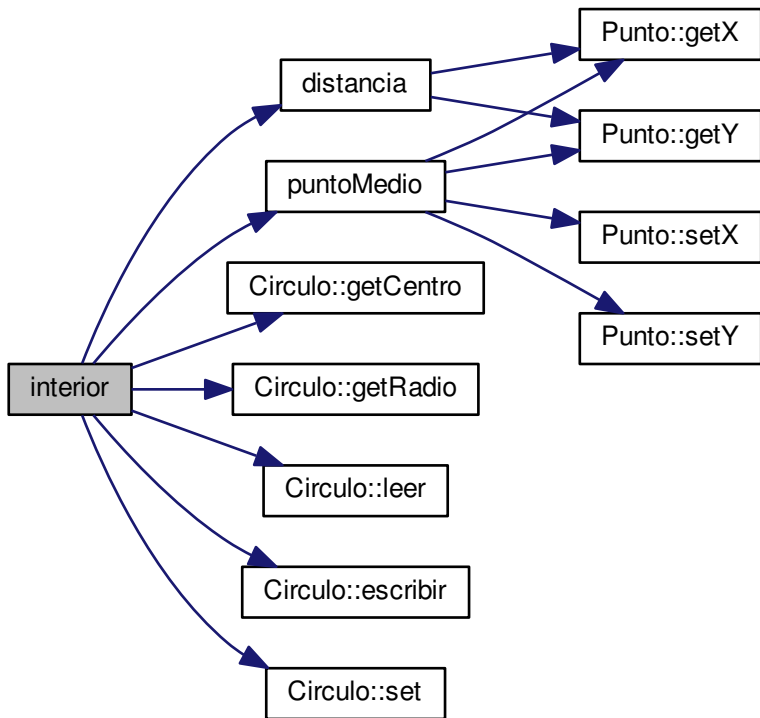 interior
distancia
puntoMedio
Circulo::getCentro
Circulo::getRadio
Circulo::leer
Circulo::escribir
Circulo::set
Punto::getX
Punto::getY
Punto::setX
Punto::setY